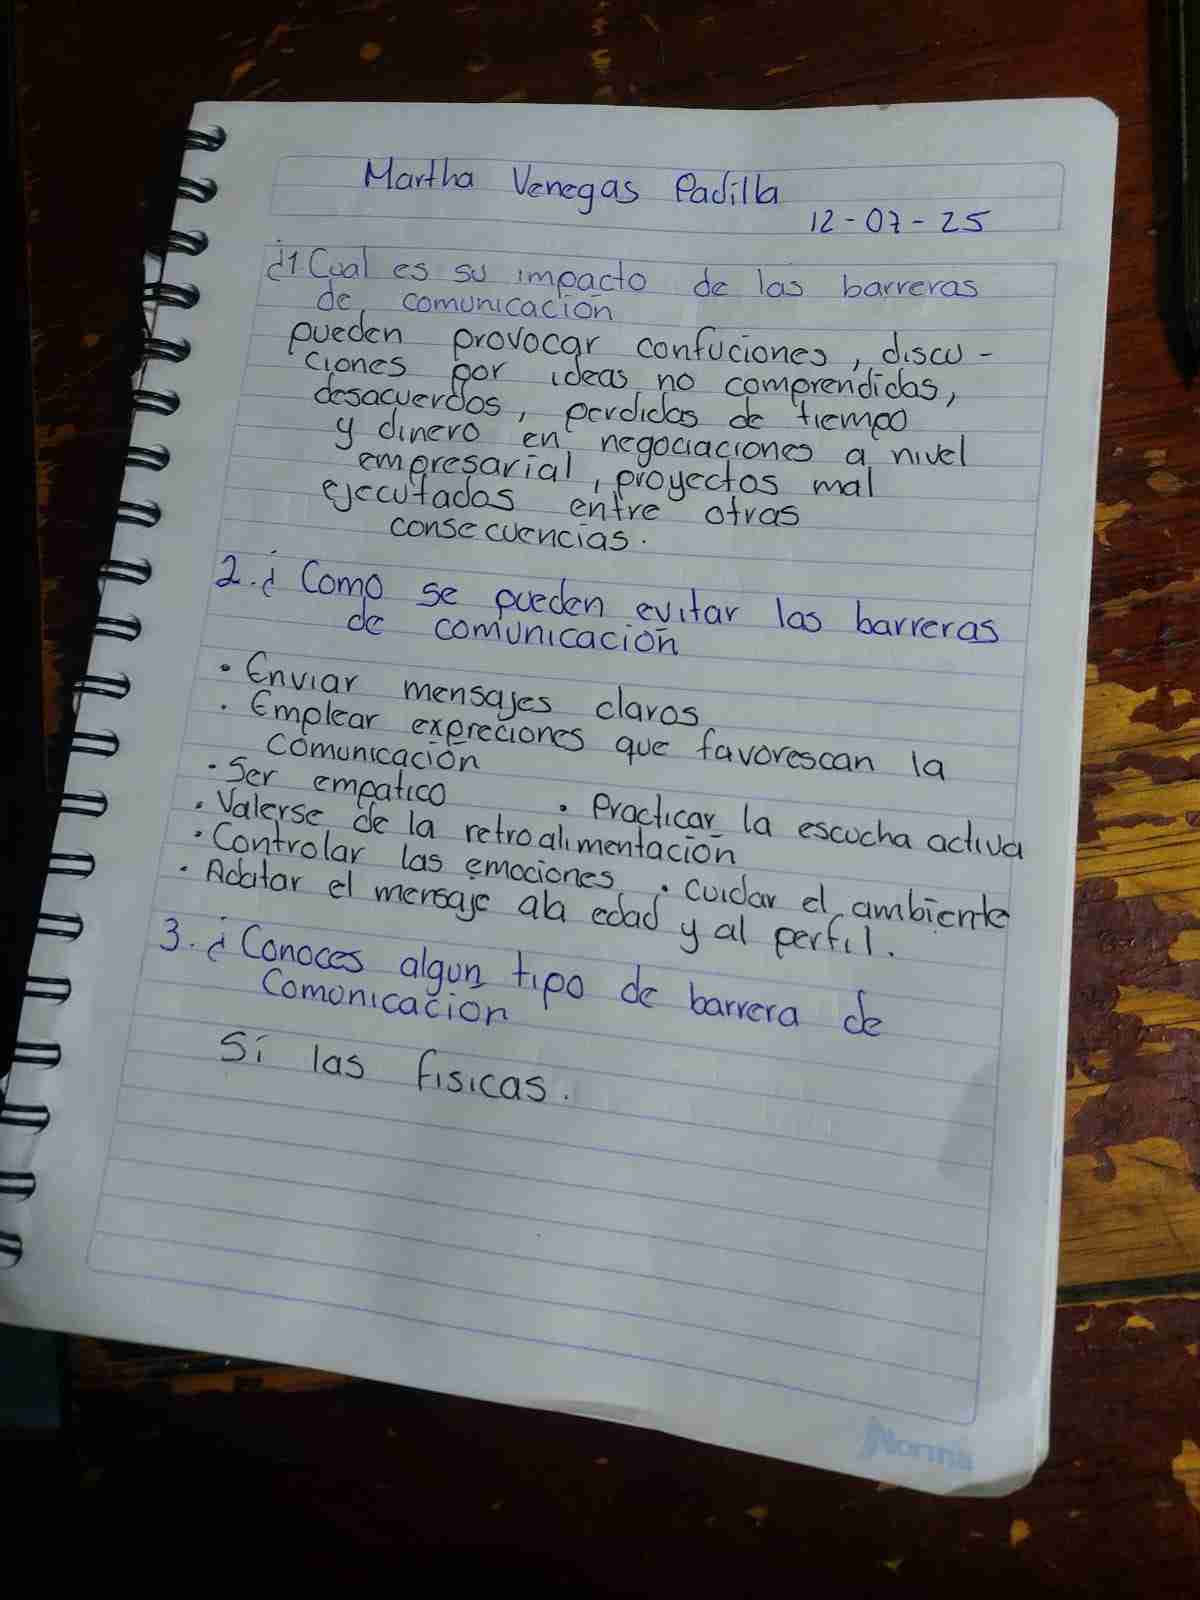 Martha Venegas Padilla
12-07-25
¿1. Cual es su impacto de las barreras
de comunicación
pueden provocar confuciones, discu-
ciones por ideas no comprendidas,
desacuerdos, perdidas de tiempo
y dinero en negociaciones a nivel
empresarial, proyectos mal
ejecutados entre otras
consecuencias.
2. ¿ Como se pueden evitar las barreras
de comunicación
• Enviar mensajes claros
• Emplear expreciones que favorescan la
comunicación
• Ser empatico • Practicar la escucha activa
• Valerse de la retroalimentación
• Controlar las emociones • cuidar el ambiente
• Adatar el mensaje ala edad y al perfil.
3. ¿ Conoces algun tipo de barrera de
Comonicación
Sí las fisicas.
Norma